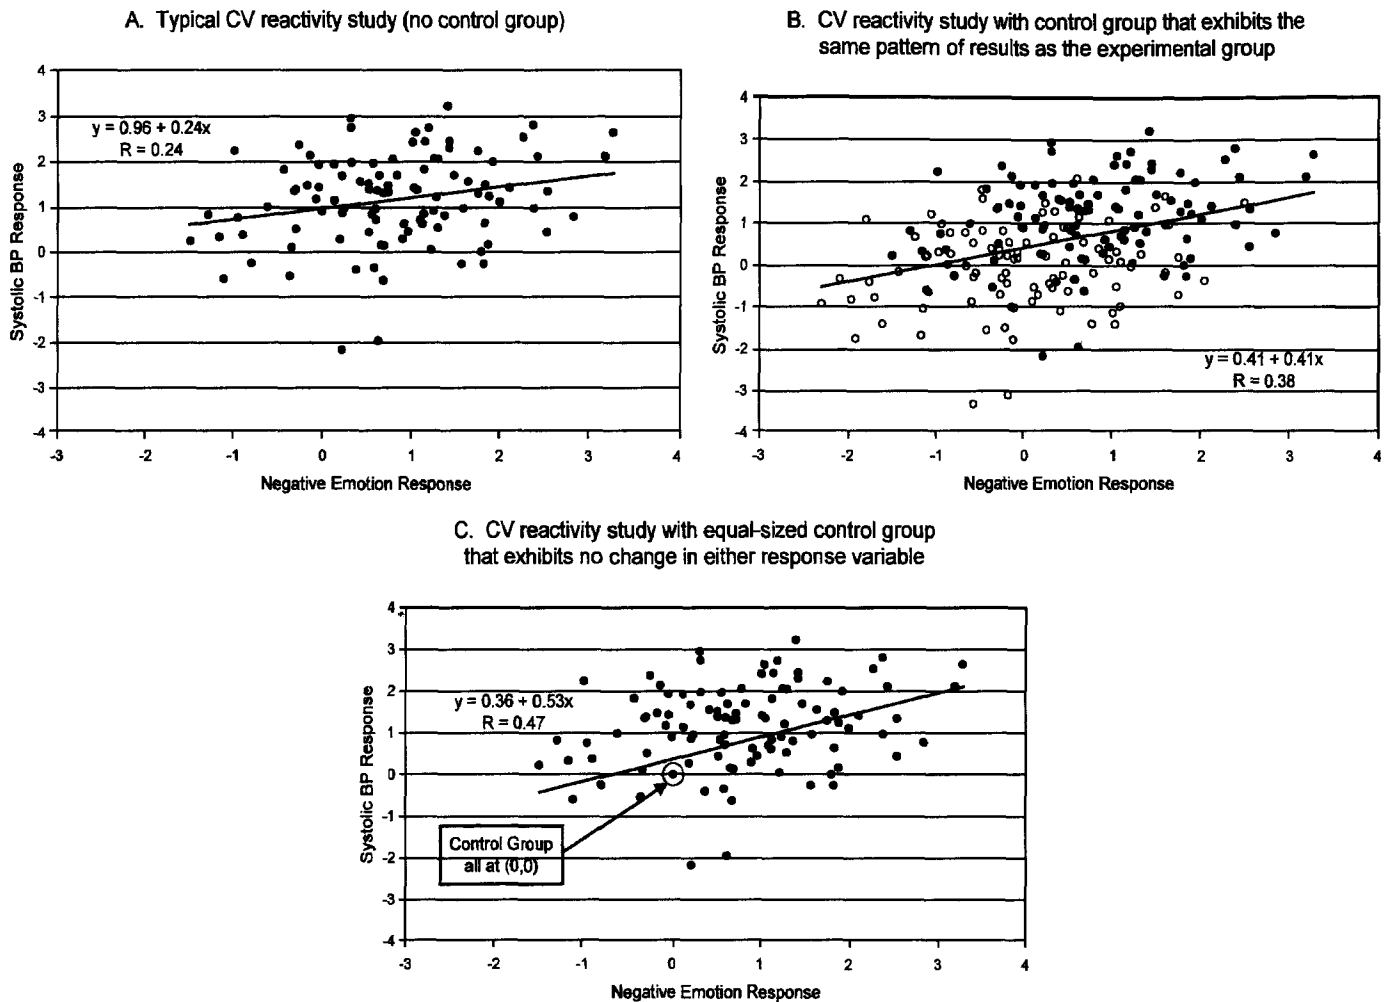 A. Typical CV reactivity study (no control group)
4
3
2
1
0
-1
-2
-3
-4
y = 0.96 + 0.24x
R = 0.24
Systolic BP Response
-3
-2
-1
0
1
2
3
4
Negative Emotion Response
B. CV reactivity study with control group that exhibits the
same pattern of results as the experimental group
4
3
2
1
0
-1
-2
-3
-4
Systolic BP Response
y = 0.41 + 0.41x
R = 0.38
-3
-2
-1
0
1
2
3
4
Negative Emotion Response
C. CV reactivity study with equal-sized control group
that exhibits no change in either response variable
4
3
2
1
0
-1
-2
-3
-4
y = 0.36 + 0.53x
R = 0.47
Systolic BP Response
Control Group
all at (0,0)
-3
-2
-1
0
1
2
3
4
Negative Emotion Response